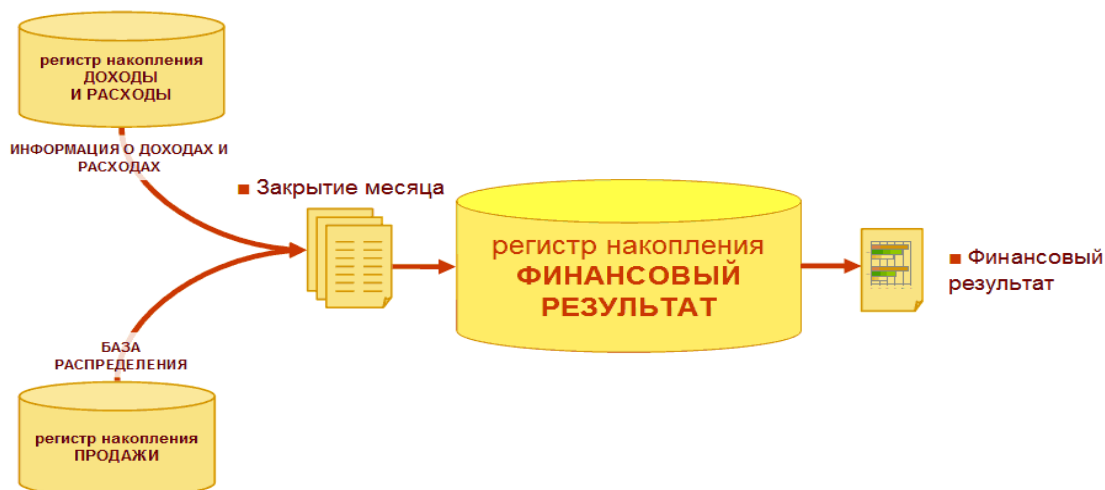 регистр накопления
ДОХОДЫ
И РАСХОДЫ
ИНФОРМАЦИЯ О ДОХОДАХ И
РАСХОДАХ
■ Закрытие месяца
регистр накопления
ФИНАНСОВЫЙ
РЕЗУЛЬТАТ
■ Финансовый
результат
БАЗА
РАСПРЕДЕЛЕНИЯ
регистр накопления
ПРОДАЖИ